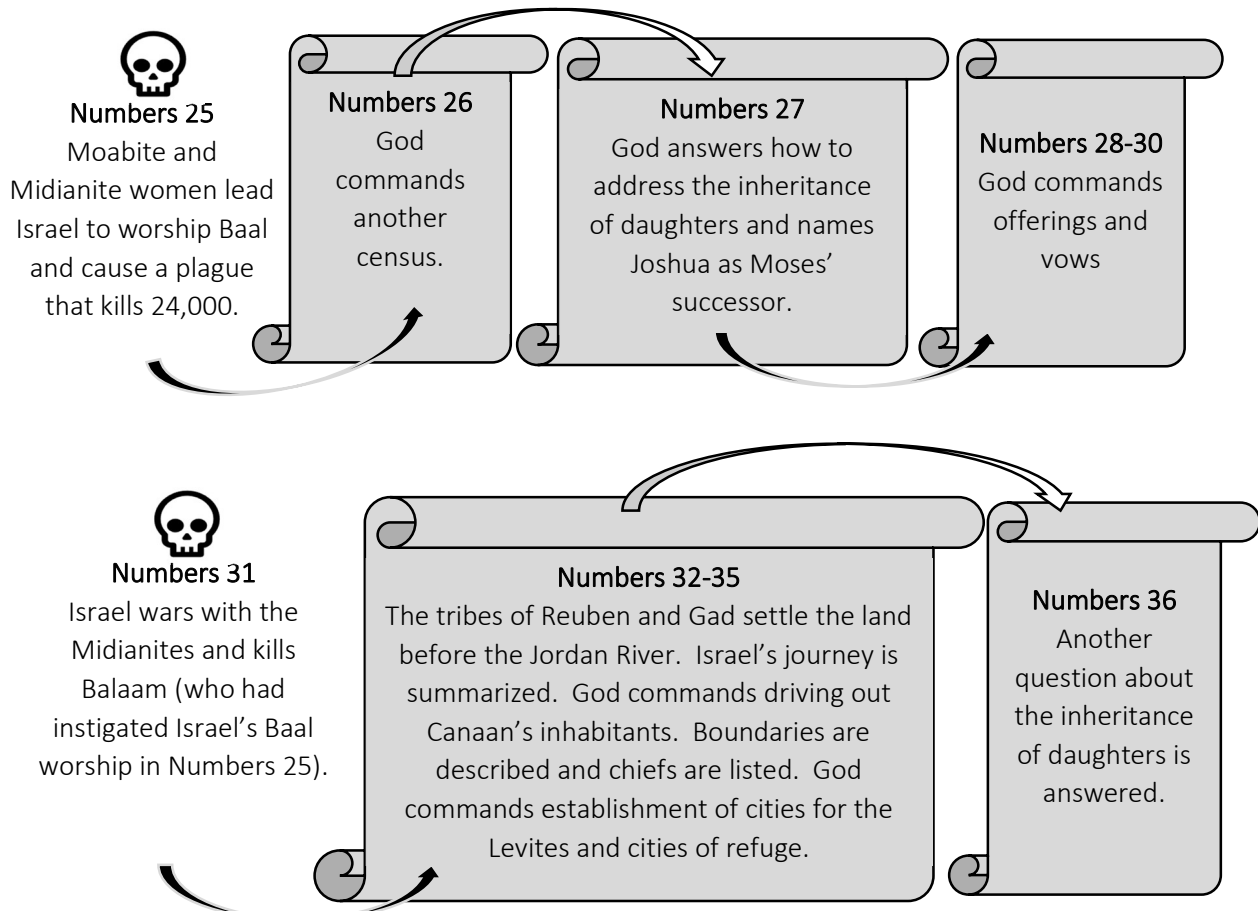 Numbers 25
Moabite and
Midianite women lead
Israel to worship Baal
and cause a plague
that kills 24,000.
Numbers 26
God
commands
another
census.
Numbers 27
God answers how to
address the inheritance
of daughters and names
Joshua as Moses’
successor.
Numbers 28-30
God commands
offerings and
vows
Numbers 31
Israel wars with the
Midianites and kills
Balaam (who had
instigated Israel’s Baal
worship in Numbers 25).
Numbers 32-35
The tribes of Reuben and Gad settle the land
before the Jordan River.  Israel’s journey is
summarized.  God commands driving out
Canaan’s inhabitants.  Boundaries are
described and chiefs are listed.  God
commands establishment of cities for the
Levites and cities of refuge.
Numbers 36
Another
question about
the inheritance
of daughters is
answered.